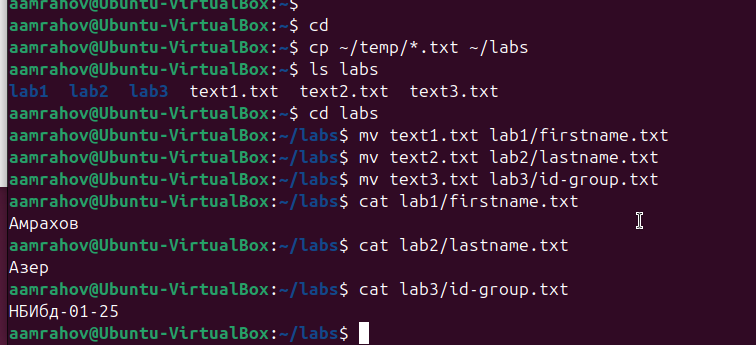 aamrahov@Ubuntu-VirtualBox:~$
aamrahov@Ubuntu-VirtualBox:~$ cd
aamrahov@Ubuntu-VirtualBox:~$ cp ~/temp/*.txt ~/labs
aamrahov@Ubuntu-VirtualBox:~$ ls labs
lab1  lab2  lab3  text1.txt  text2.txt  text3.txt
aamrahov@Ubuntu-VirtualBox:~$ cd labs
aamrahov@Ubuntu-VirtualBox:~/labs$ mv text1.txt lab1/firstname.txt
aamrahov@Ubuntu-VirtualBox:~/labs$ mv text2.txt lab2/lastname.txt
aamrahov@Ubuntu-VirtualBox:~/labs$ mv text3.txt lab3/id-group.txt
aamrahov@Ubuntu-VirtualBox:~/labs$ cat lab1/firstname.txt
Амрахов
aamrahov@Ubuntu-VirtualBox:~/labs$ cat lab2/lastname.txt
Азер
aamrahov@Ubuntu-VirtualBox:~/labs$ cat lab3/id-group.txt
НБИбд-01-25
aamrahov@Ubuntu-VirtualBox:~/labs$